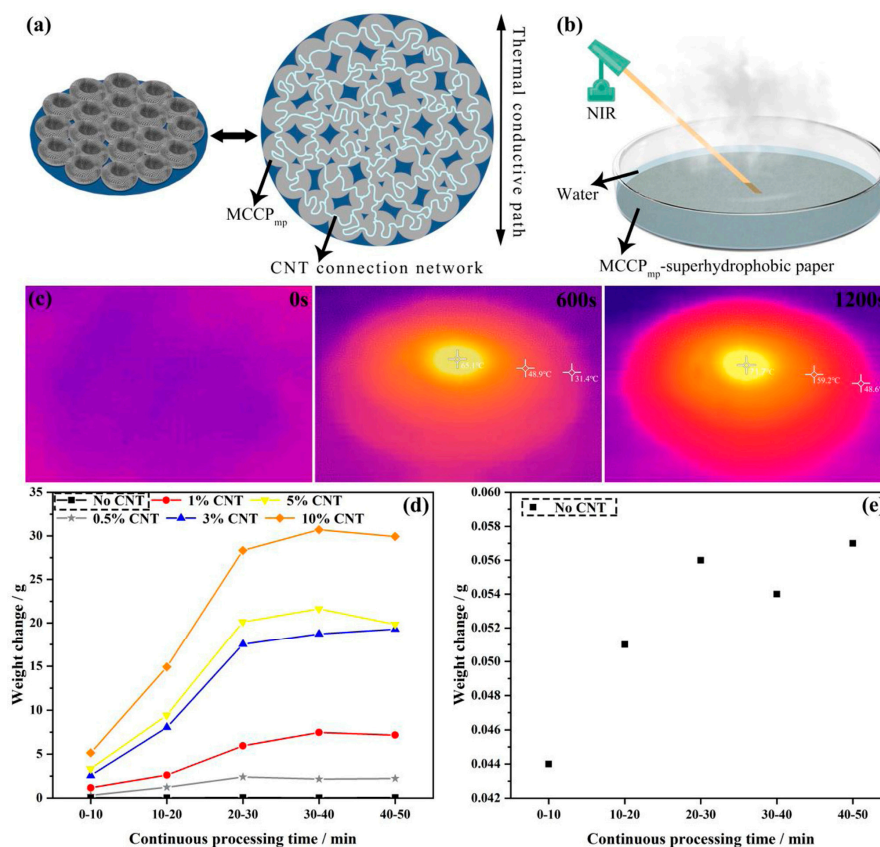 (a)
MCCPmp
CNT connection network
Thermal conductive path
(b)
NIR
Water
MCCPmp-superhydrophobic paper
(c)
0s
600s
48.9°C
31.4°C
1200s
59.2°C
48.6°
(d)
No CNT
1% CNT
5% CNT
0.5% CNT
3% CNT
10% CNT
Weight change / g
35
30
25
20
15
10
5
0
0-10
10-20
20-30
30-40
40-50
Continuous processing time / min
(e)
No CNT
Weight change / g
0.060
0.058
0.056
0.054
0.052
0.050
0.048
0.046
0.044
0.042
0-10
10-20
20-30
30-40
40-50
Continuous processing time / min